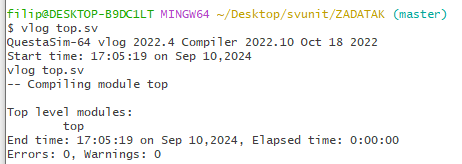 filip@DESKTOP-B9DC1LT MINGW64 ~/Desktop/svunit/ZADATAK (master)
$ vlog top.sv
QuestaSim-64 vlog 2022.4 Compiler 2022.10 Oct 18 2022
Start time: 17:05:19 on Sep 10,2024
vlog top.sv
-- Compiling module top

Top level modules:
        top
End time: 17:05:19 on Sep 10,2024, Elapsed time: 0:00:00
Errors: 0, Warnings: 0